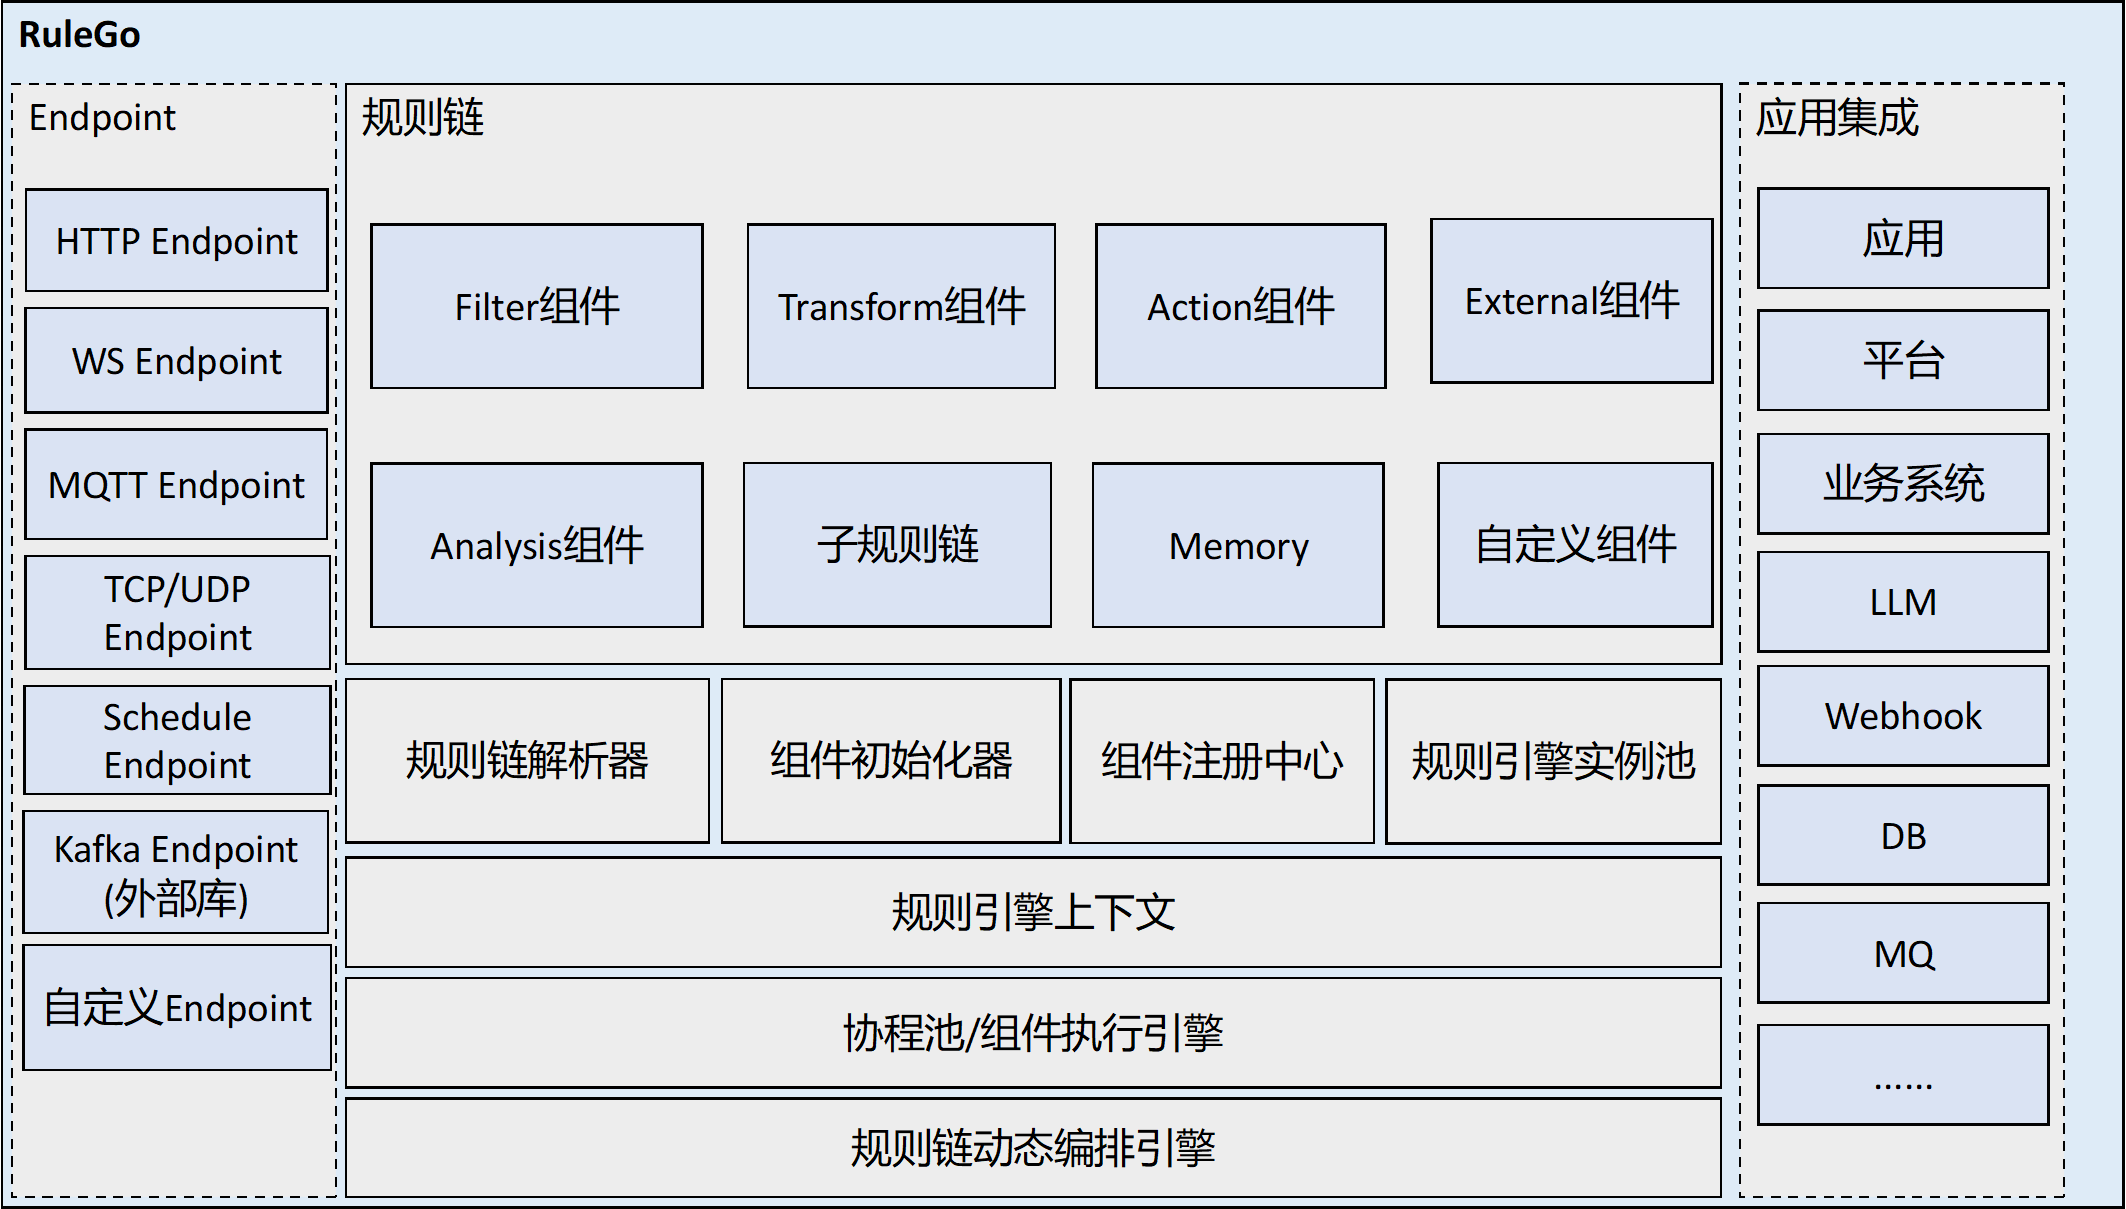 RuleGo
Endpoint
HTTP Endpoint
WS Endpoint
MQTT Endpoint
TCP/UDP
Endpoint
Schedule
Endpoint
Kafka Endpoint
(外部库)
自定义Endpoint
规则链
Filter组件
Transform组件
Action组件
External组件
Analysis组件
子规则链
Memory
自定义组件
规则链解析器
组件初始化器
组件注册中心
规则引擎实例池
规则引擎上下文
协程池/组件执行引擎
规则链动态编排引擎
应用集成
应用
平台
业务系统
LLM
Webhook
DB
MQ
……